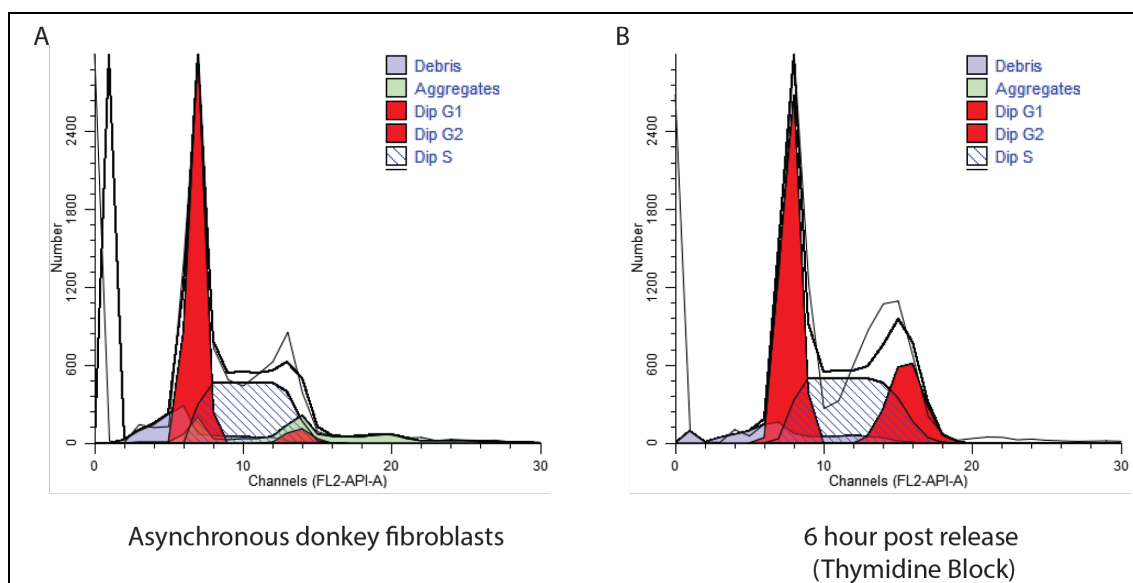 A
Debris
Aggregates
Dip G1
Dip G2
Dip S
Number
0 600 1200 1800 2400
0 10 20 30
Channels (FL2-API-A)
Asynchronous donkey fibroblasts
B
Debris
Aggregates
Dip G1
Dip G2
Dip S
Number
0 600 1200 1800 2400
0 10 20 30
Channels (FL2-API-A)
6 hour post release
(Thymidine Block)